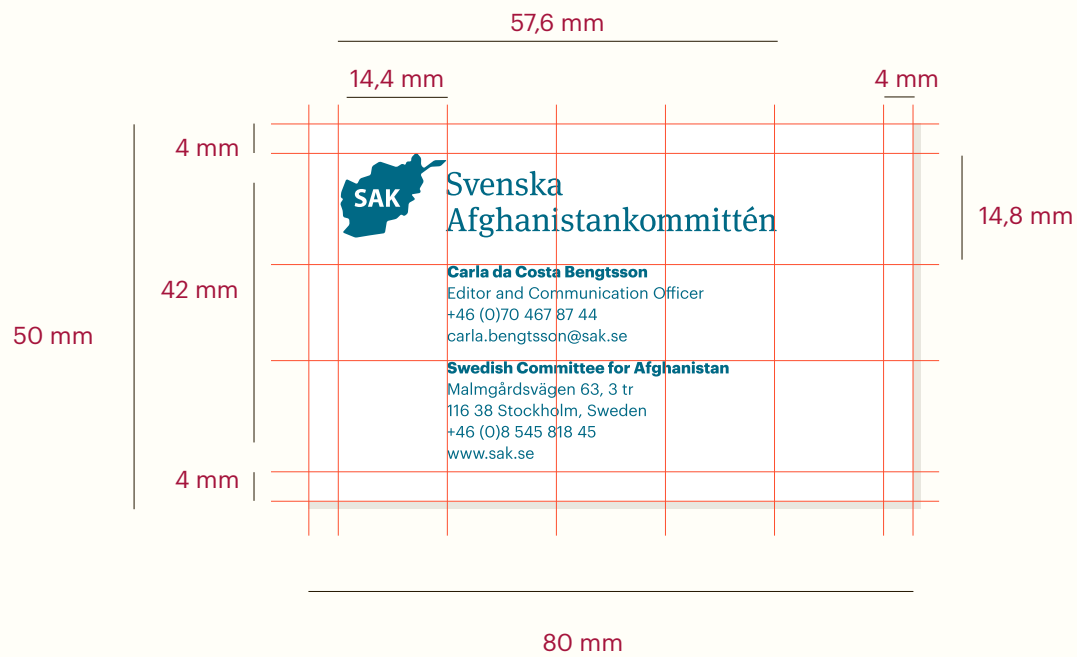 57,6 mm
14,4 mm
4 mm
4 mm
SAK
Svenska
Afghanistankommittén
14,8 mm
Carla da Costa Bengtsson
Editor and Communication Officer
+46 (0)70 467 87 44
carla.bengtsson@sak.se
42 mm
50 mm
Swedish Committee for Afghanistan
Malmgårdsvägen 63, 3 tr
116 38 Stockholm, Sweden
+46 (0)8 545 818 45
www.sak.se
4 mm
80 mm